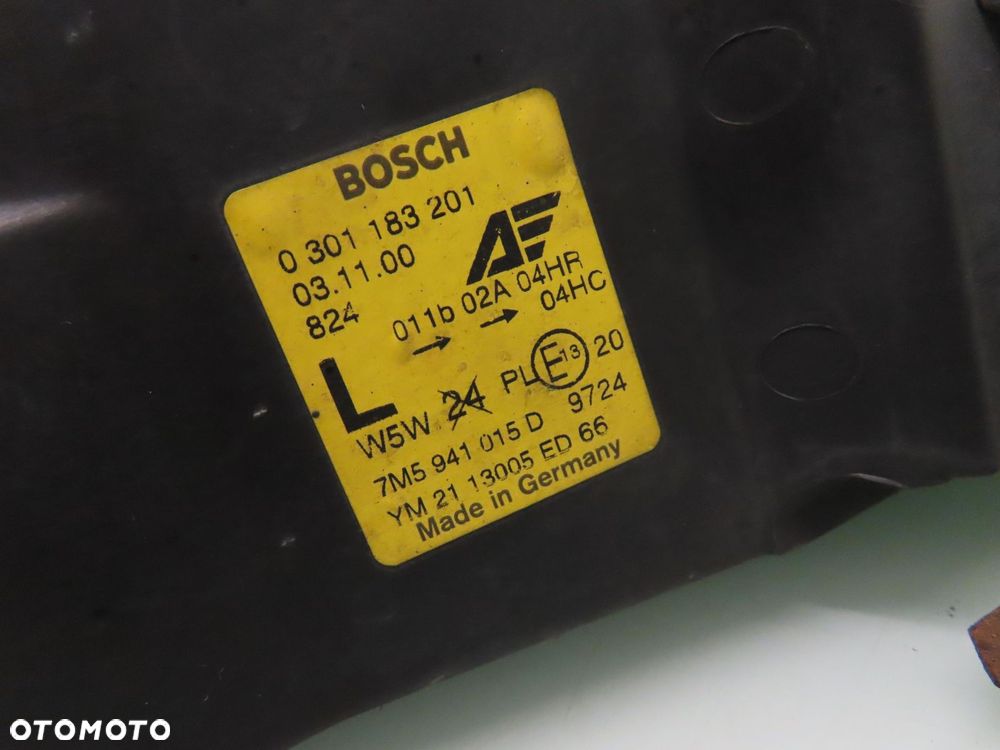 BOSCH
0 301 183 201
03.11.00
824
011b 02A 04HR
04HC
L
W5W 24 PL E13 20
7M5 941 015 D 9724
YM 21 13005 ED 66
Made in Germany
OTOMOTO